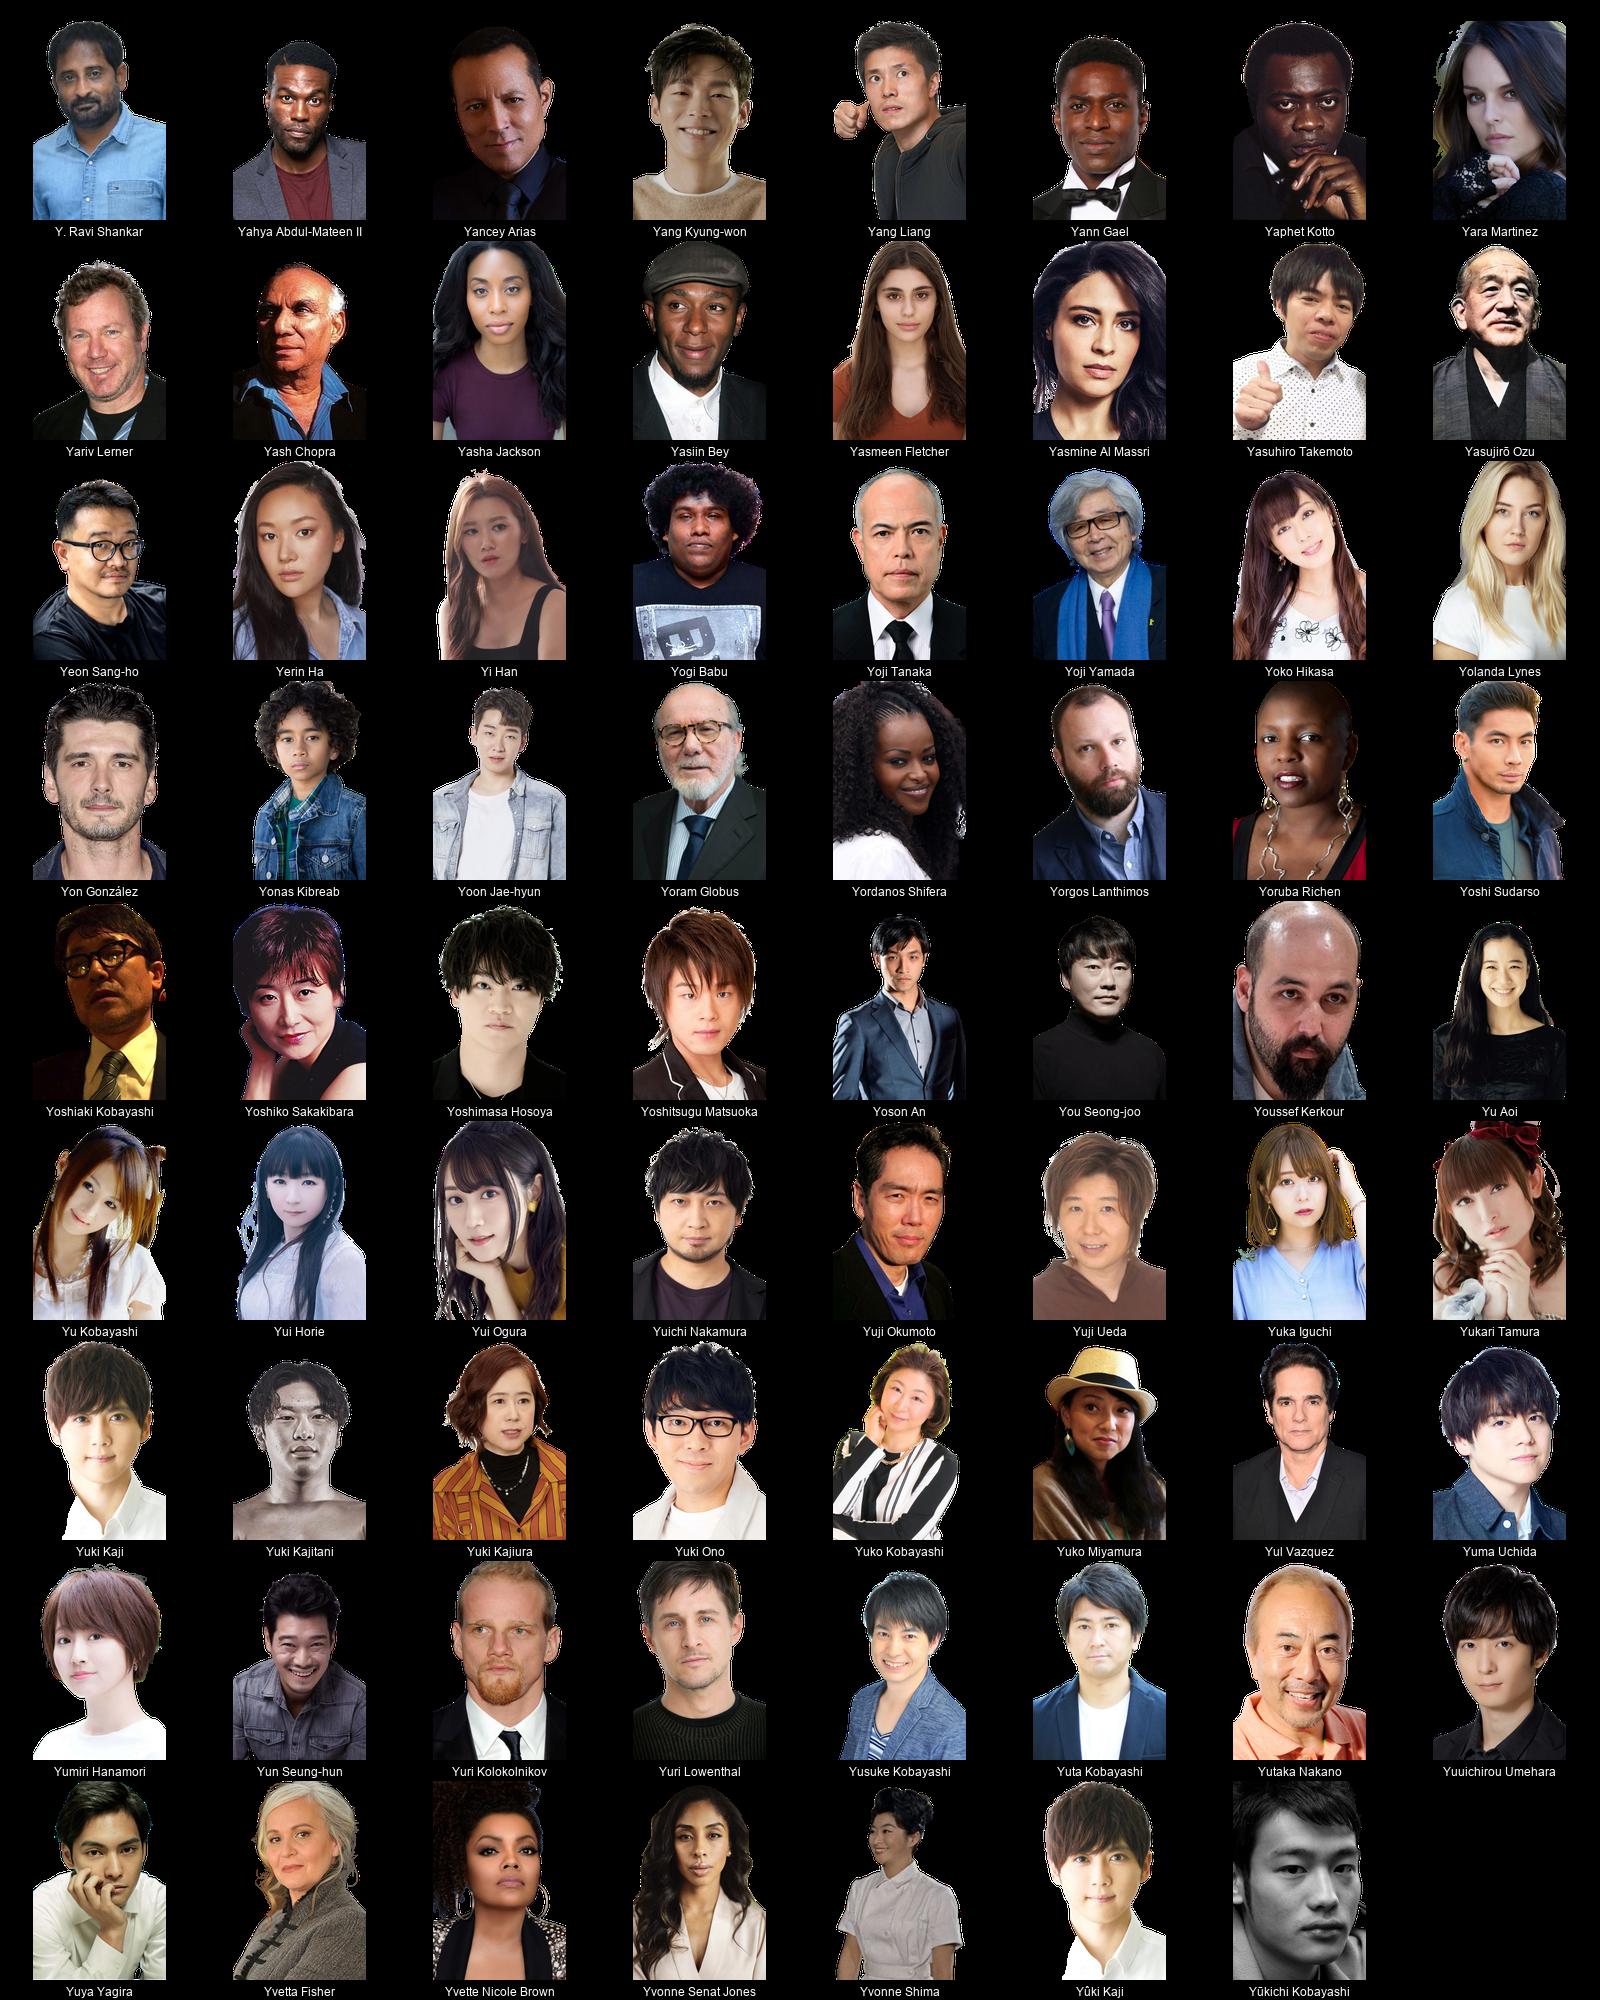 Y. Ravi Shankar Yahya Abdul-Mateen II Yancey Arias Yang Kyung-won Yang Liang Yann Gael Yaphet Kotto Yara Martinez
Yariv Lerner Yash Chopra Yasha Jackson Yasiin Bey Yasmeen Fletcher Yasmine Al Massri Yasuhiro Takemoto Yasujirō Ozu
Yeon Sang-ho Yerin Ha Yi Han Yogi Babu Yoji Tanaka Yoji Yamada Yoko Hikasa Yolanda Lynes
Yon González Yonas Kibreab Yoon Jae-hyun Yoram Globus Yordanos Shifera Yorgos Lanthimos Yoruba Richen Yoshi Sudarso
Yoshiaki Kobayashi Yoshiko Sakakibara Yoshimasa Hosoya Yoshitsugu Matsuoka Yoson An You Seong-joo Youssef Kerkour Yu Aoi
Yu Kobayashi Yui Horie Yui Ogura Yuichi Nakamura Yuji Okumoto Yuji Ueda Yuka Iguchi Yukari Tamura
Yuki Kaji Yuki Kajitani Yuki Kajiura Yuki Ono Yuko Kobayashi Yuko Miyamura Yul Vazquez Yuma Uchida
Yumiri Hanamori Yun Seung-hun Yuri Kolokolnikov Yuri Lowenthal Yusuke Kobayashi Yuta Kobayashi Yutaka Nakano Yuuichirou Umehara
Yuya Yagira Yvetta Fisher Yvette Nicole Brown Yvonne Senat Jones Yvonne Shima Yûki Kaji Yūkichi Kobayashi